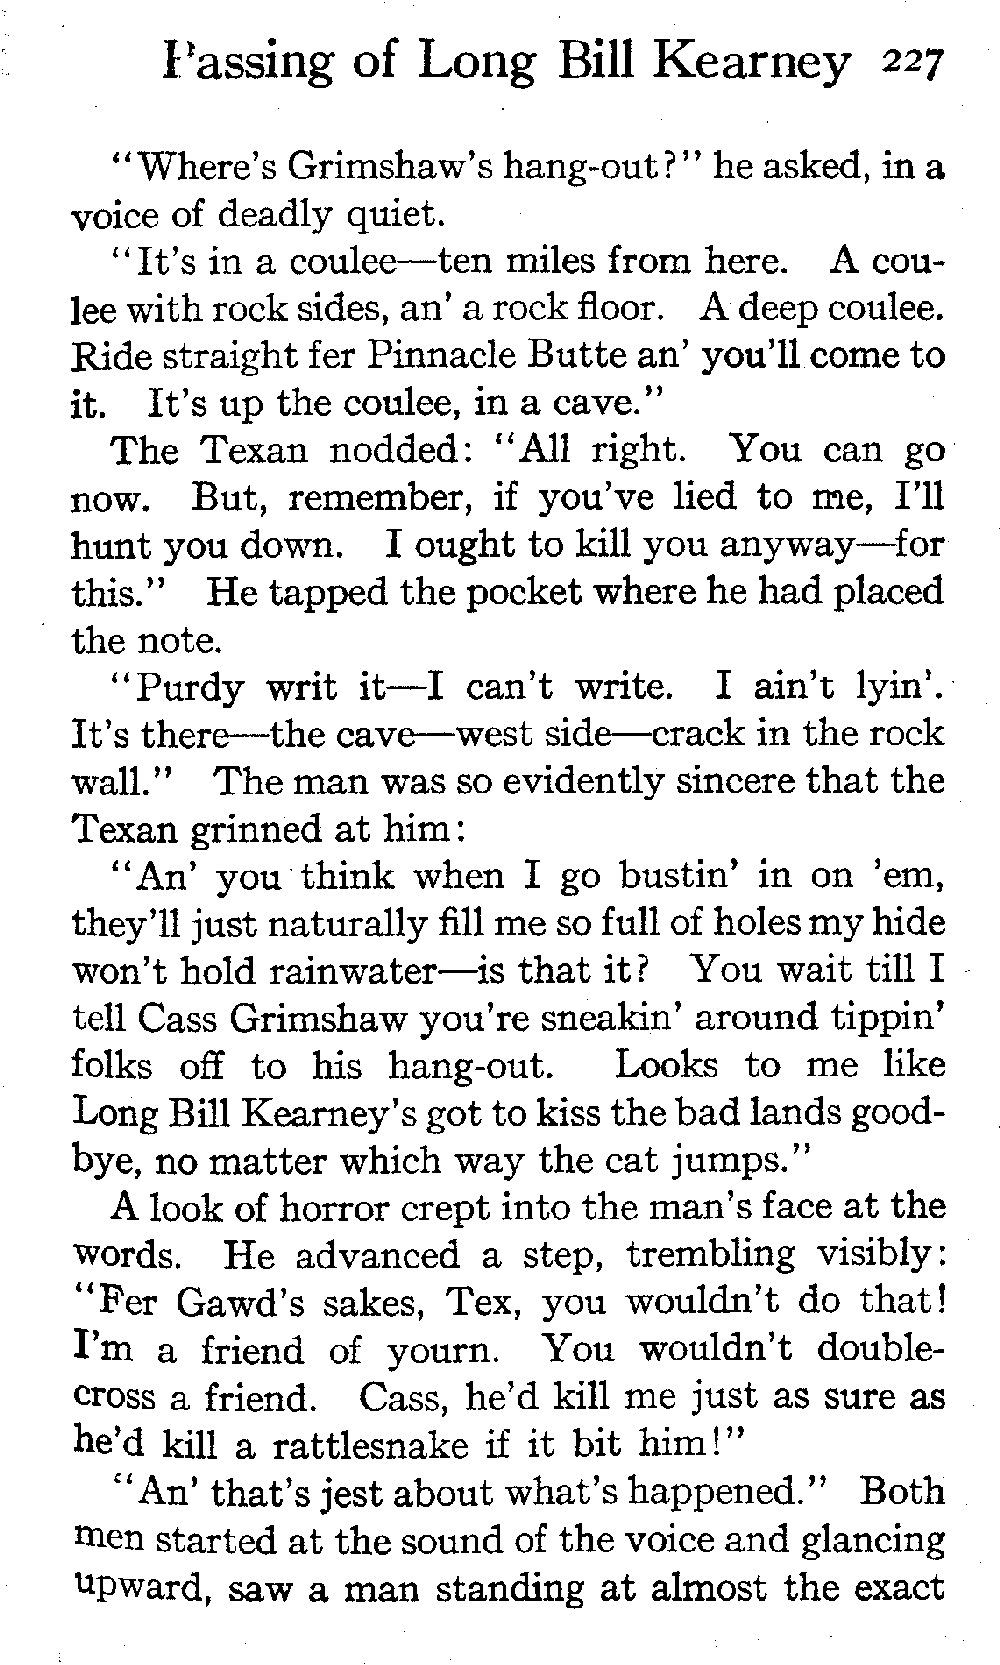 Passing of Long Bill Kearney 227
"Where's Grimshaw's hang-out?" he asked, in a
voice of deadly quiet.
"It's in a coulee—ten miles from here. A cou-
lee with rock sides, an' a rock floor. A deep coulee.
Ride straight fer Pinnacle Butte an' you'll come to
it. It's up the coulee, in a cave."
The Texan nodded: "All right. You can go
now. But, remember, if you've lied to me, I'll
hunt you down. I ought to kill you anyway—for
this." He tapped the pocket where he had placed
the note.
"Purdy writ it—I can't write. I ain't lyin'.
It's there—the cave—west side—crack in the rock
wall." The man was so evidently sincere that the
Texan grinned at him:
"An' you think when I go bustin' in on 'em,
they'll just naturally fill me so full of holes my hide
won't hold rainwater—is that it? You wait till I
tell Cass Grimshaw you're sneakin' around tippin'
folks off to his hang-out. Looks to me like
Long Bill Kearney's got to kiss the bad lands good-
bye, no matter which way the cat jumps."
A look of horror crept into the man's face at the
words. He advanced a step, trembling visibly:
"Fer Gawd's sakes, Tex, you wouldn't do that!
I'm a friend of yourn. You wouldn't double-
cross a friend. Cass, he'd kill me just as sure as
he'd kill a rattlesnake if it bit him!"
"An' that's jest about what's happened." Both
men started at the sound of the voice and glancing
upward, saw a man standing at almost the exact